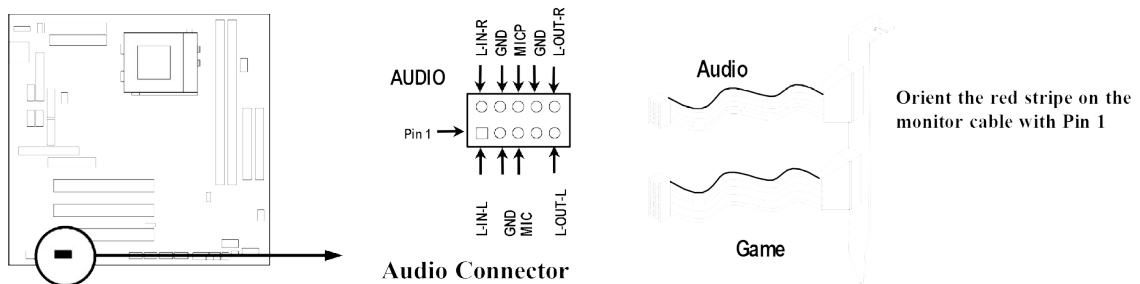 L-IN-R
GND
MICP
GND
L-OUT-R
AUDIO
Pin 1
L-IN-L
GND
MIC
L-OUT-L
Audio Connector
Audio
Game
Orient the red stripe on the
monitor cable with Pin 1